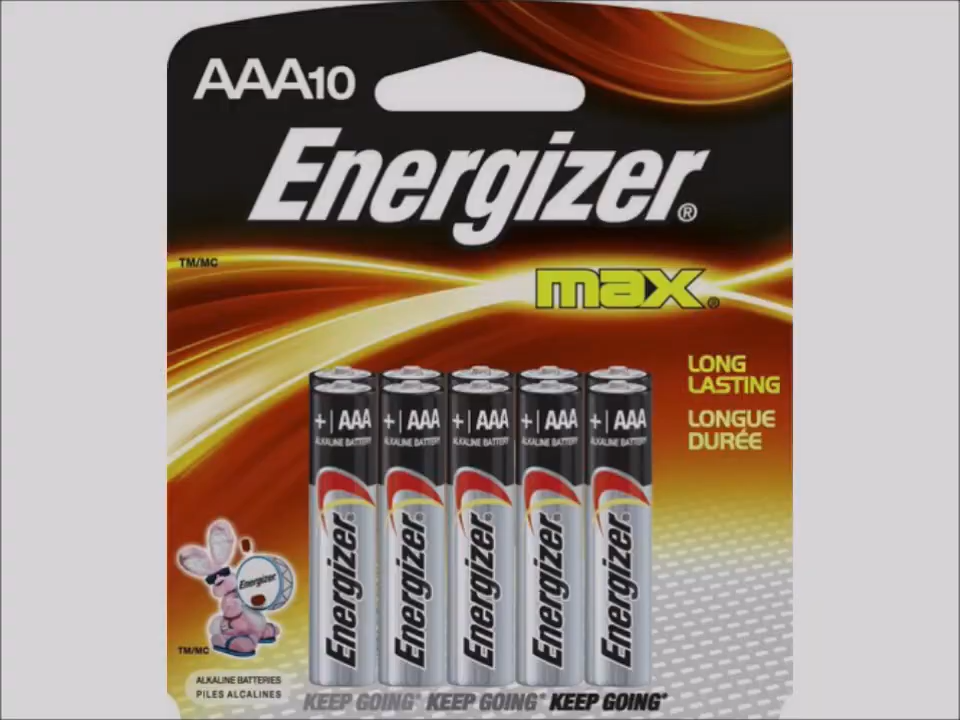 AAA10
Energizer®
TM/MC
max®
LONG
LASTING
LONGUE
DURÉE
+ AAA + AAA + AAA + AAA + AAA
ALKALINE BATTERY ALKALINE BATTERY ALKALINE BATTERY ALKALINE BATTERY ALKALINE BATTERY
Energizer® Energizer® Energizer® Energizer® Energizer®
Energizer
TM/MC
ALKALINE BATTERIES
PILES ALCALINES
KEEP GOING* KEEP GOING* KEEP GOING*